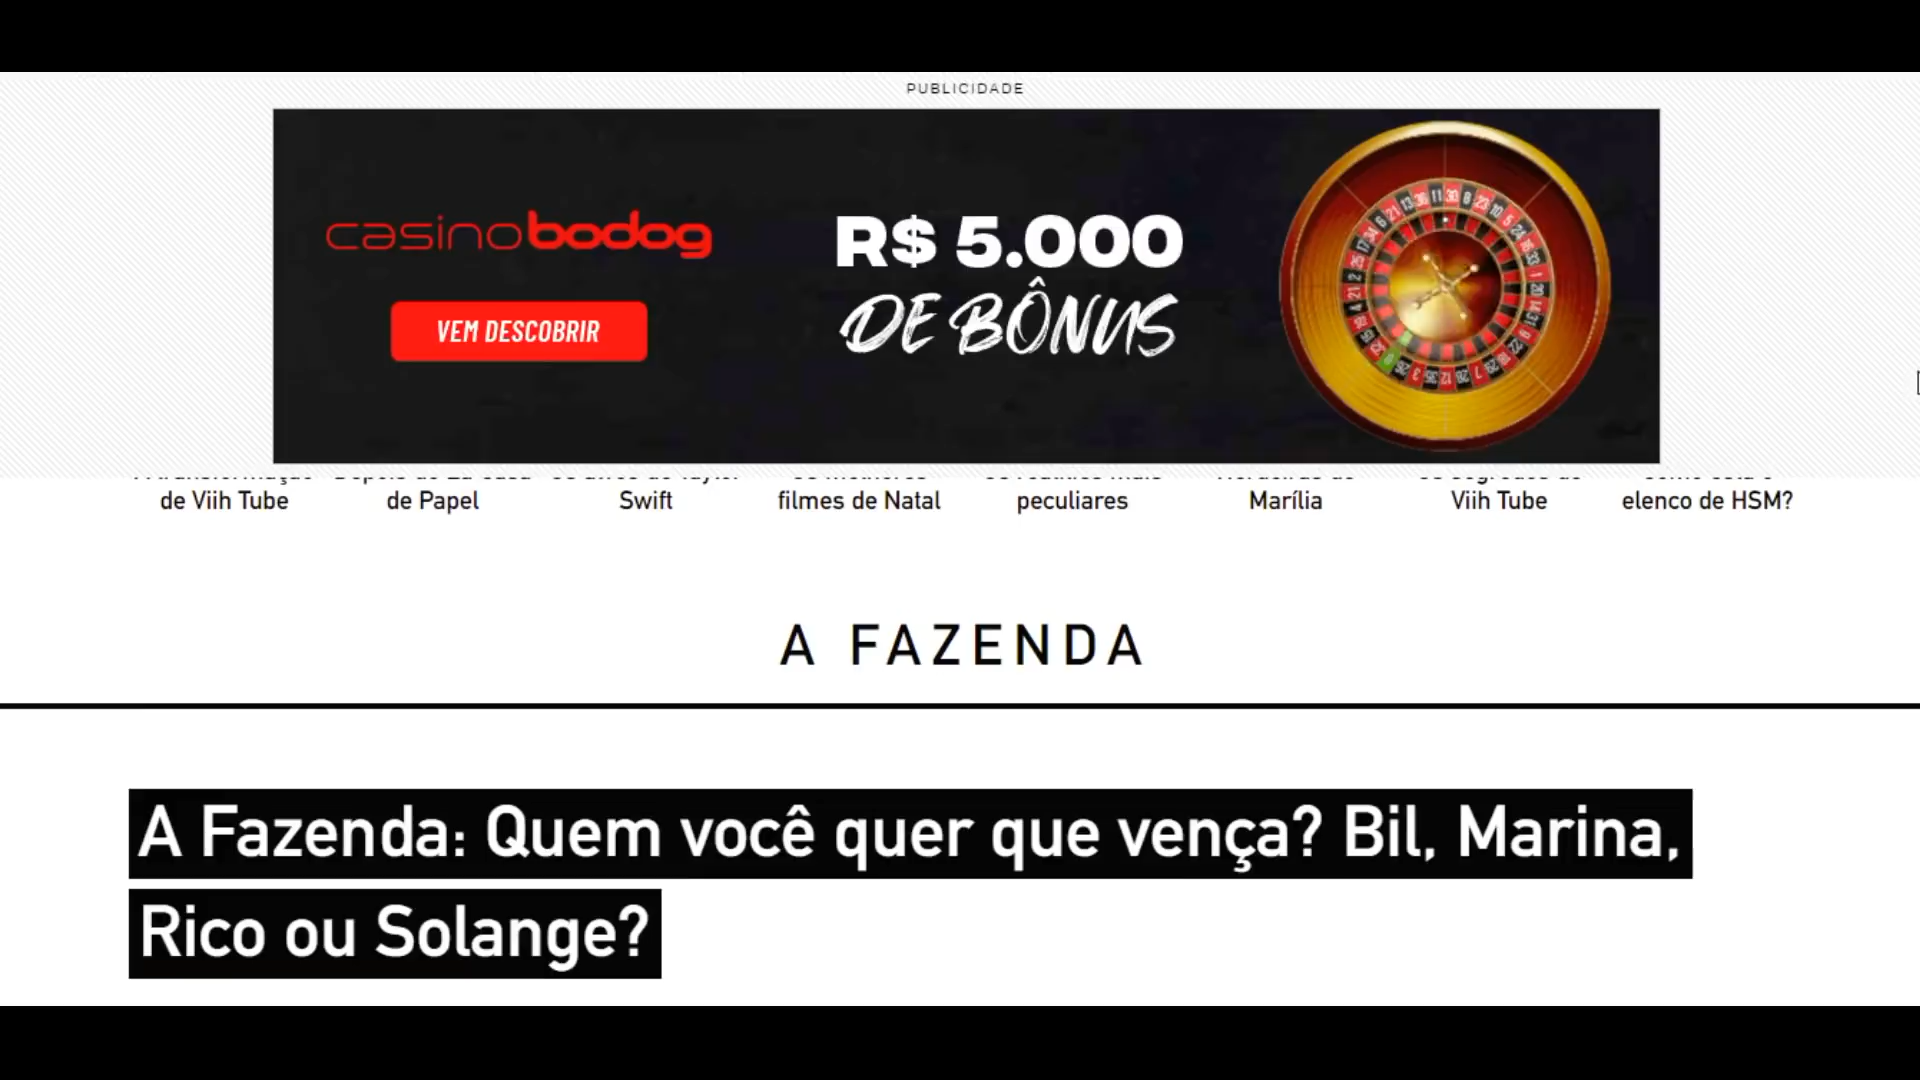 PUBLICIDADE
casinobodog
R$ 5.000
DE BÔNUS
VEM DESCOBRIR
de Viih Tube de Papel Swift filmes de Natal peculiares Marília Viih Tube elenco de HSM?
A FAZENDA
A Fazenda: Quem você quer que vença? Bil, Marina,
Rico ou Solange?